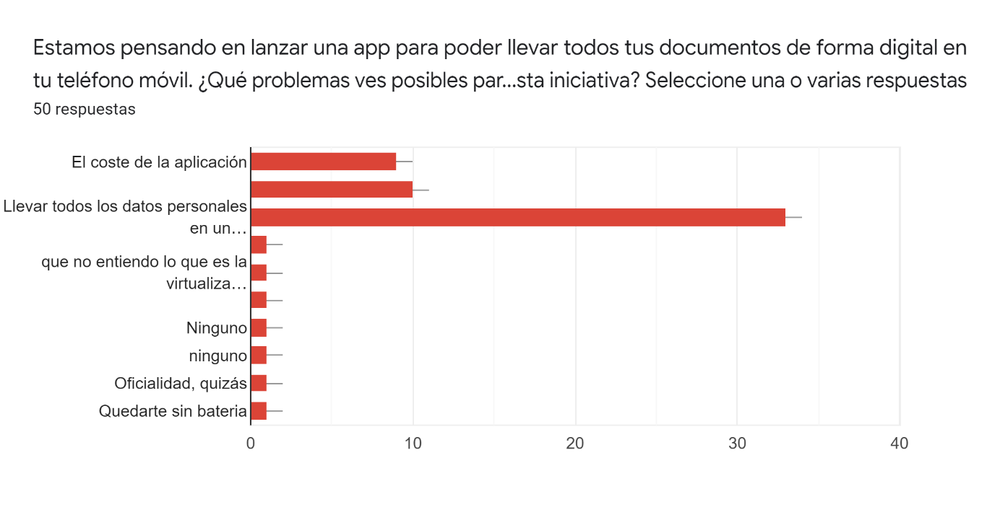 Estamos pensando en lanzar una app para poder llevar todos tus documentos de forma digital en
tu teléfono móvil. ¿Qué problemas ves posibles par...sta iniciativa? Seleccione una o varias respuestas
50 respuestas
El coste de la aplicación
Llevar todos los datos personales
en un…
que no entiendo lo que es la
virtualiza…
Ninguno
ninguno
Oficialidad, quizás
Quedarte sin bateria
0 10 20 30 40